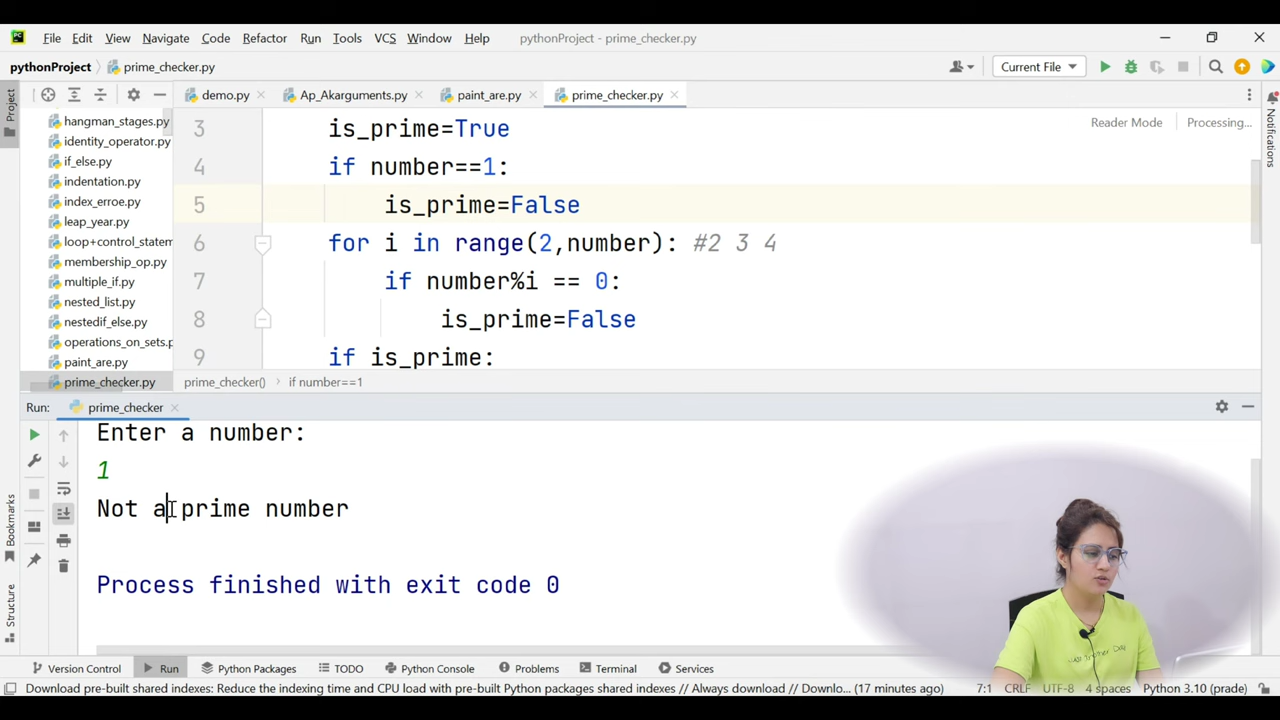 File Edit View Navigate Code Refactor Run Tools VCS Window Help pythonProject - prime_checker.py
pythonProject prime_checker.py Current File
Project demo.py Ap_Akarguments.py paint_are.py prime_checker.py
Reader Mode Processing...
Notifications
hangman_stages.py
identity_operator.py
if_else.py
indentation.py
index_erroe.py
leap_year.py
loop+control_statem
membership_op.py
multiple_if.py
nested_list.py
nestedif_else.py
operations_on_sets.p
paint_are.py
prime_checker.py
3 is_prime=True
4 if number==1:
5 is_prime=False
6 for i in range(2,number): #2 3 4
7 if number%i == 0:
8 is_prime=False
9 if is_prime:
prime_checker() if number==1
Run: prime_checker
Enter a number:
1
Not a prime number
Process finished with exit code 0
Bookmarks
Structure
Version Control Run Python Packages TODO Python Console Problems Terminal Services
Download pre-built shared indexes: Reduce the indexing time and CPU load with pre-built Python packages shared indexes // Always download // Downlo... (17 minutes ago) 7:1 CRLF UTF-8 4 spaces Python 3.10 (prade)